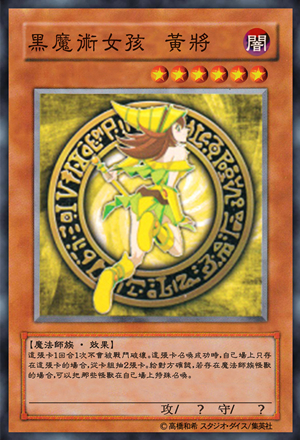 黑魔術女孩 黃將
闇
【魔法師族・效果】
這張卡1回合1次不會被戰鬥破壞。這張卡召喚成功時,自己場上只存
在這張卡的場合,從卡組抽2張卡,給對方確認,若存在魔法師族怪獸
的場合,可以把那些怪獸在自己場上特殊召喚。
攻/ ? 守/ ?
©高橋和希 スタジオ・ダイス/集英社